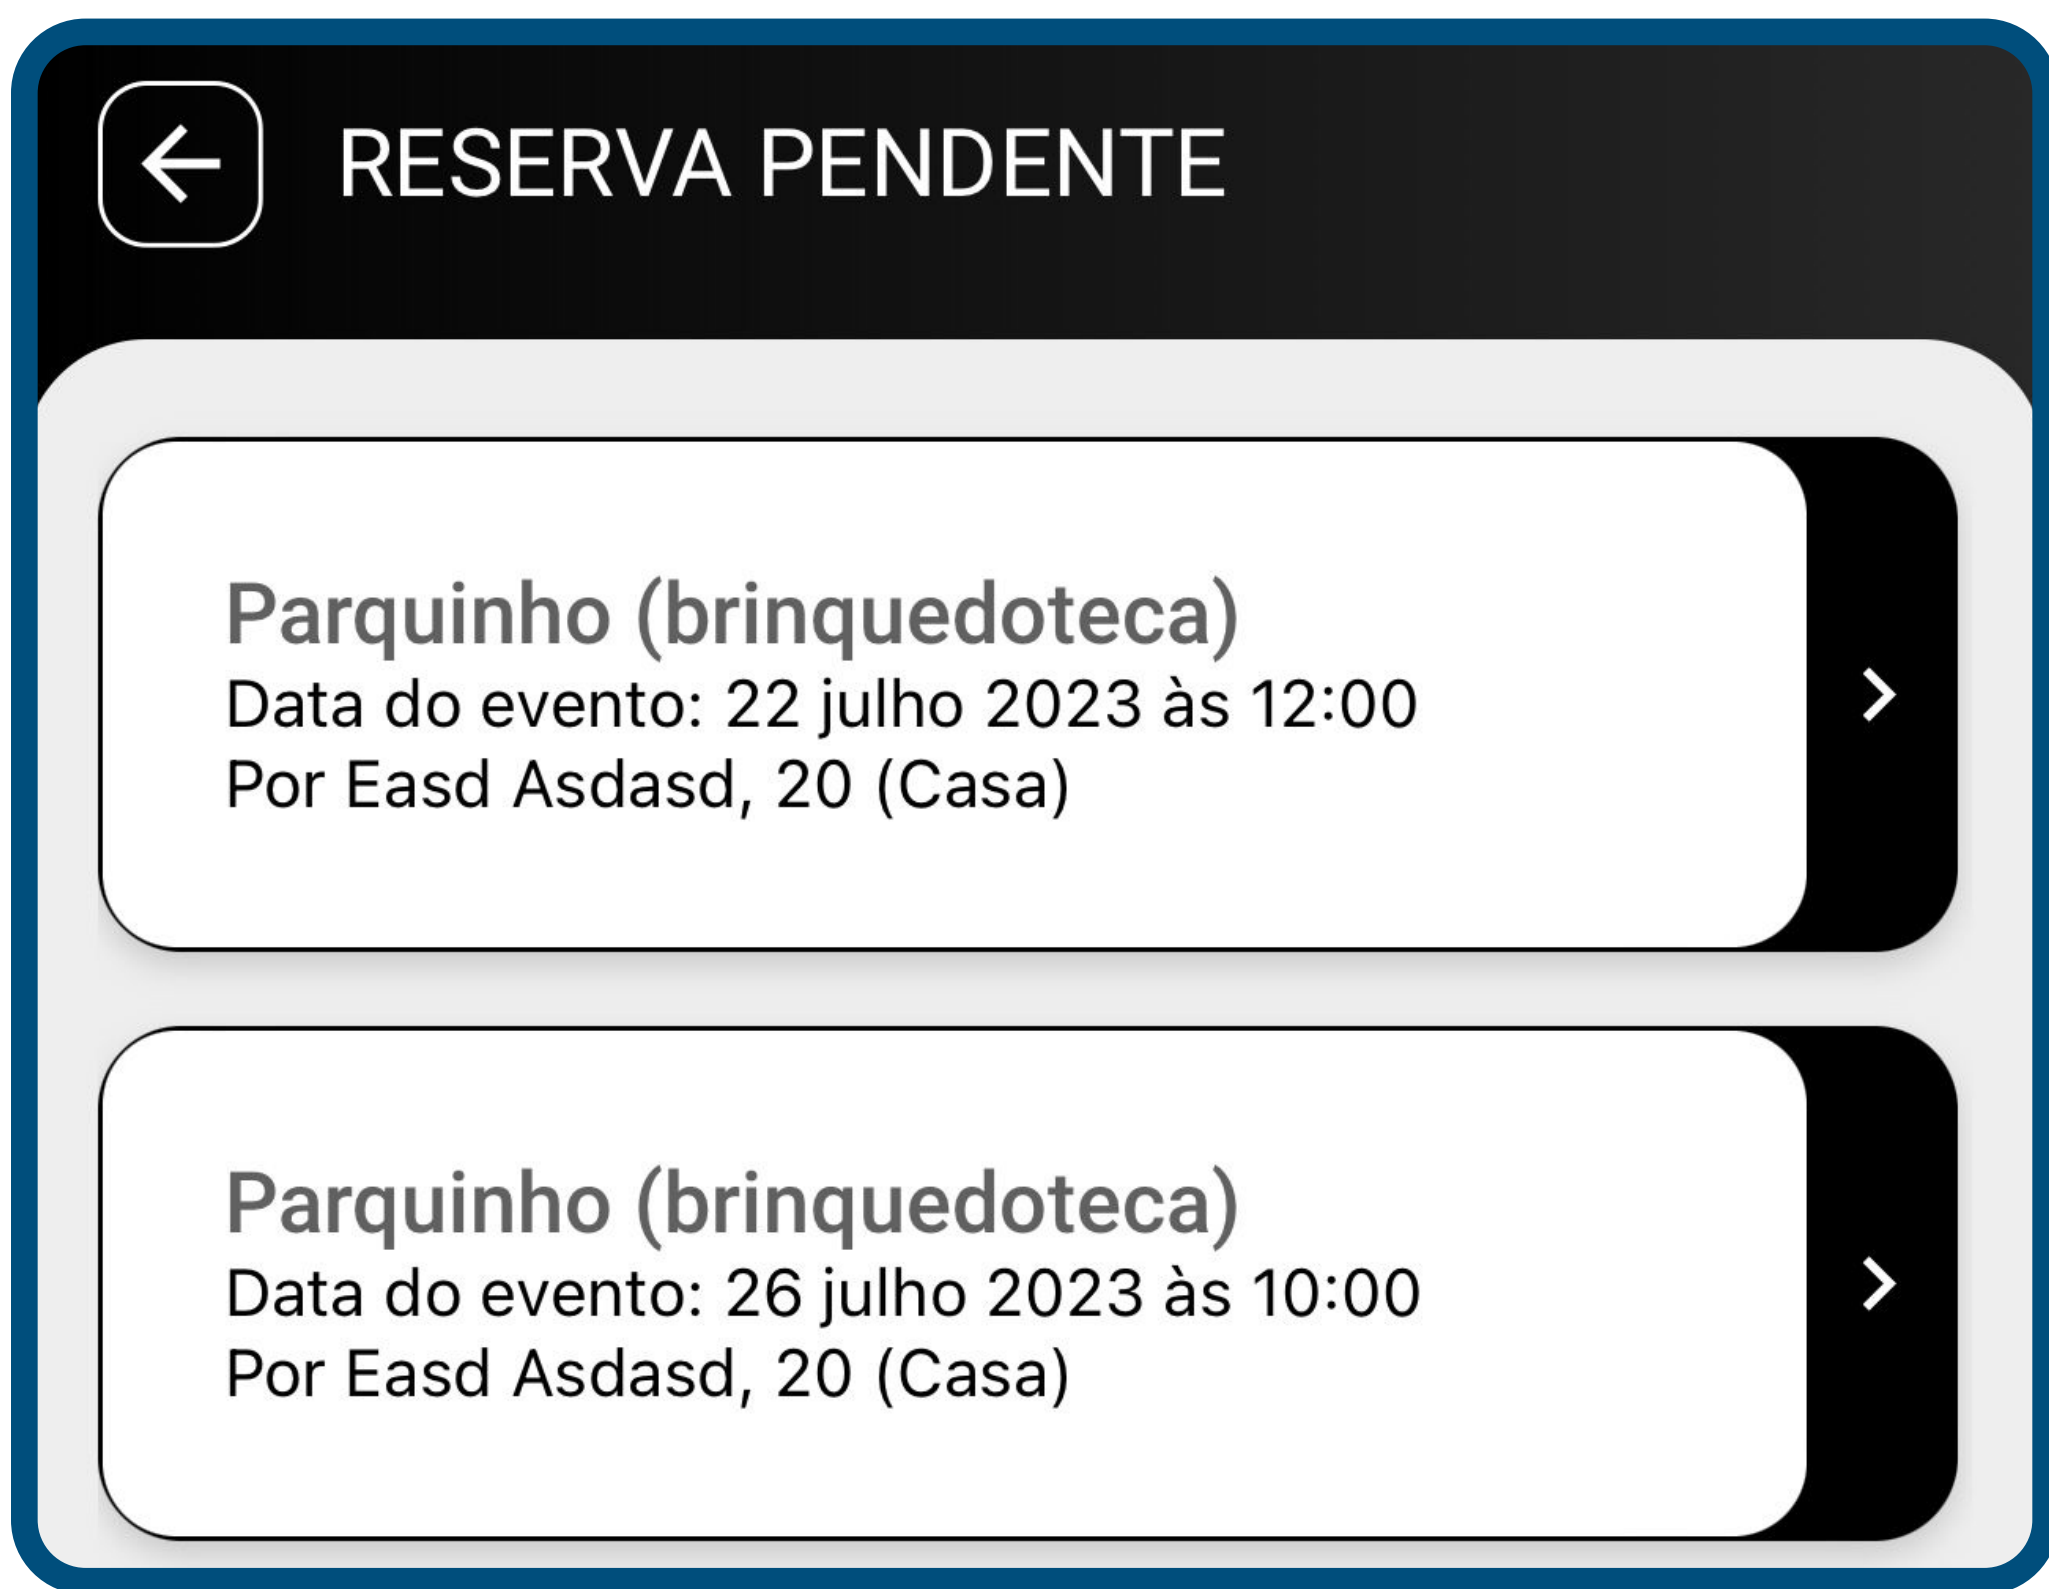 RESERVA PENDENTE
Parquinho (brinquedoteca)
Data do evento: 22 julho 2023 às 12:00
Por Easd Asdasd, 20 (Casa)
Parquinho (brinquedoteca)
Data do evento: 26 julho 2023 às 10:00
Por Easd Asdasd, 20 (Casa)